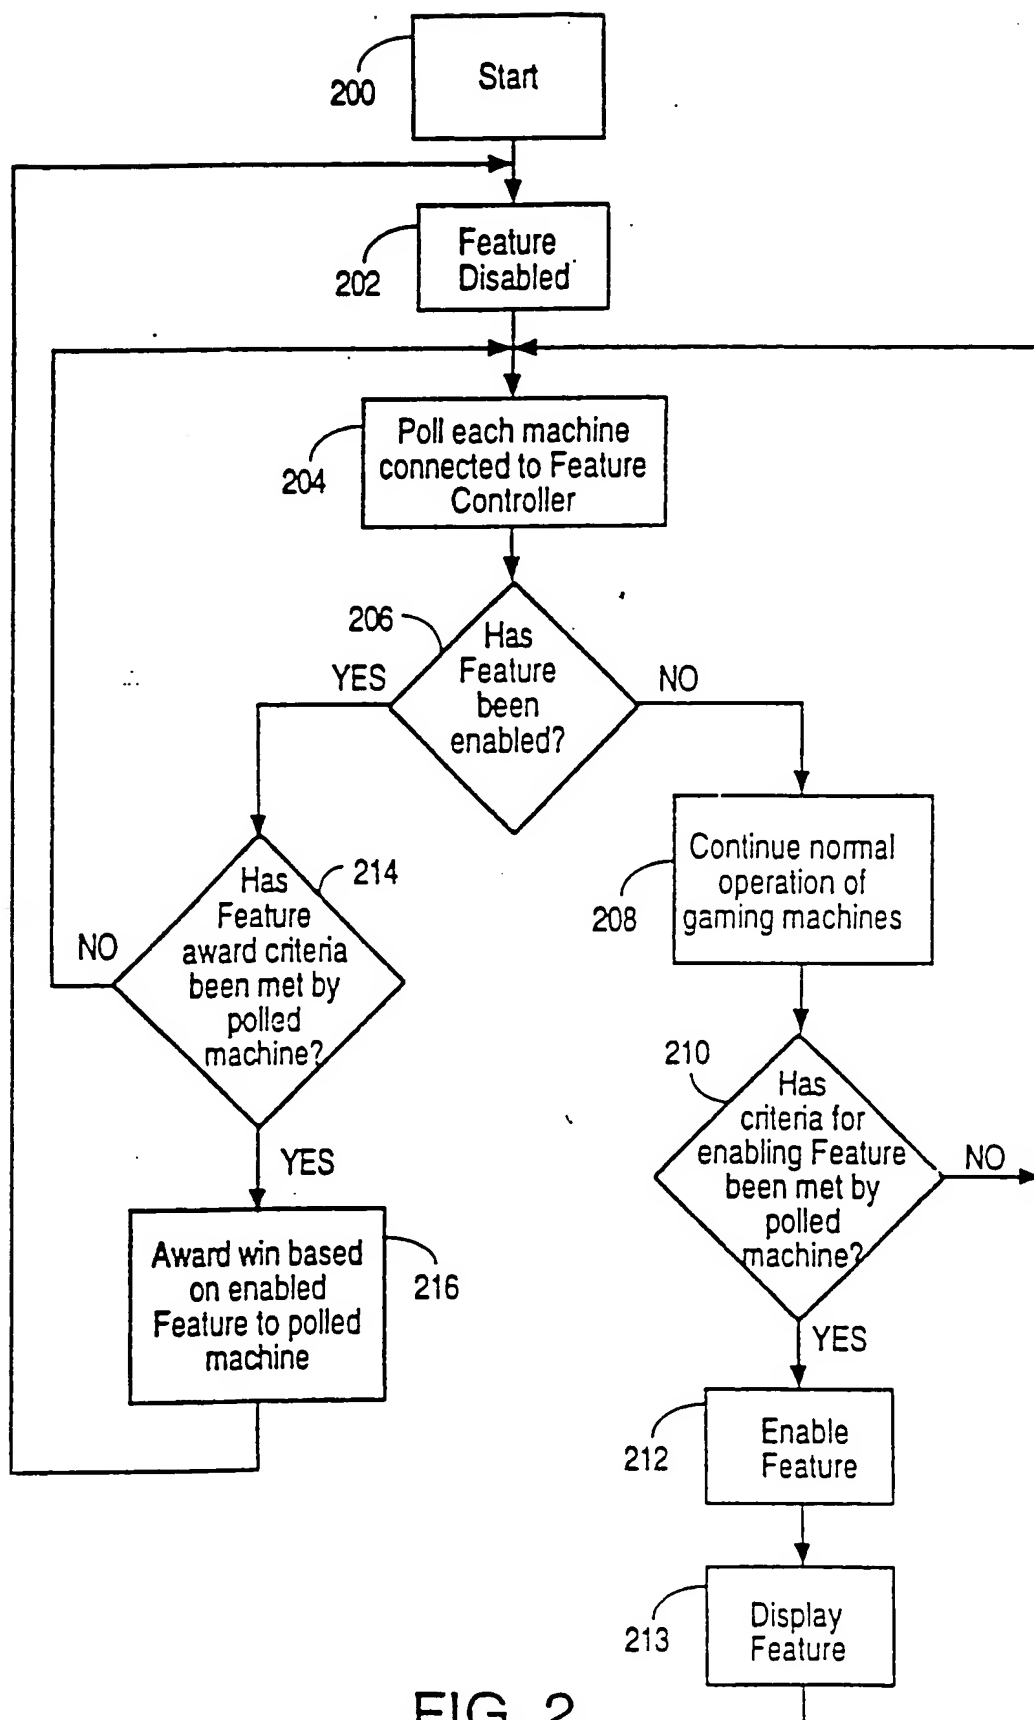 Start
200
Feature
Disabled
202
Poll each machine
connected to Feature
Controller
204
206
Has
Feature
been
enabled?
YES
NO
Continue normal
operation of
gaming machines
208
214
Has
Feature
award criteria
been met by
polled
machine?
NO
YES
210
Has
criteria for
enabling Feature
been met by
polled
machine?
NO
YES
Award win based
on enabled
Feature to polled
machine
216
Enable
Feature
212
Display
Feature
213
FIG. 2